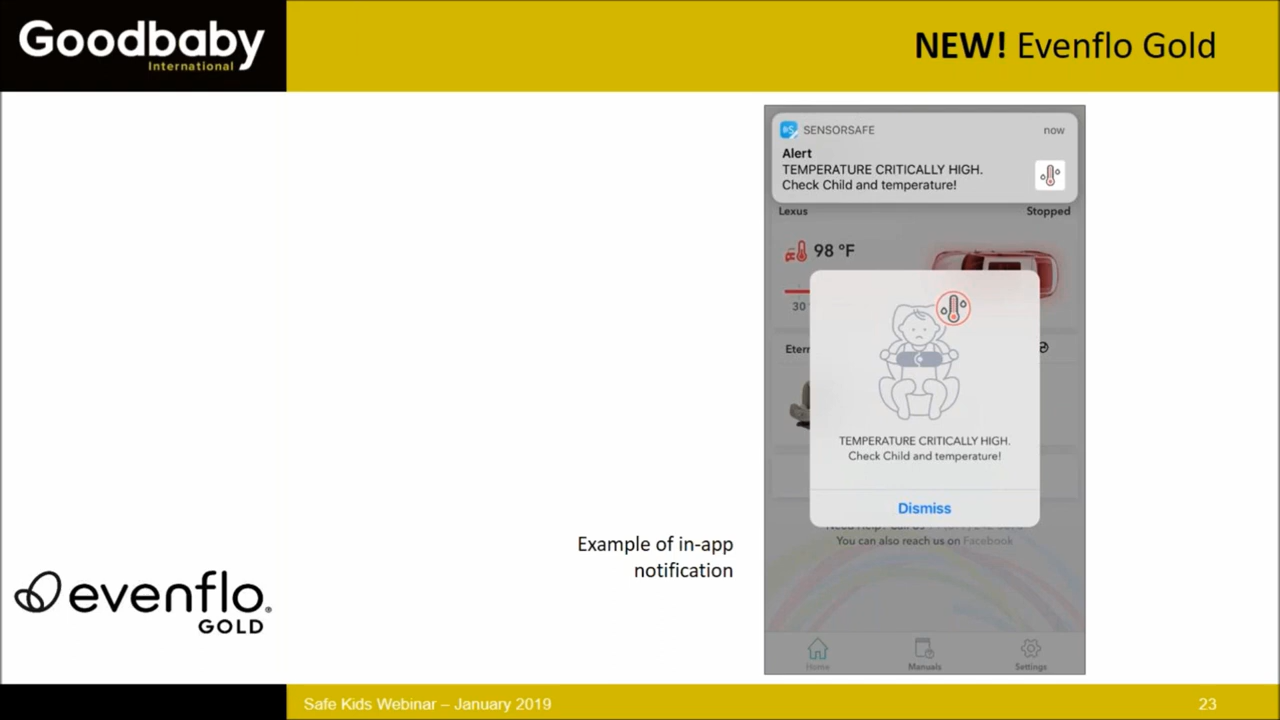 Goodbaby
International
NEW! Evenflo Gold
SENSORSAFE
now
Alert
TEMPERATURE CRITICALLY HIGH.
Check Child and temperature!
Lexus
Stopped
98 °F
30
Etern
TEMPERATURE CRITICALLY HIGH.
Check Child and temperature!
Dismiss
You can also reach us on Facebook
Home
Manuals
Settings
Example of in-app
notification
evenflo®
GOLD
Safe Kids Webinar – January 2019
23